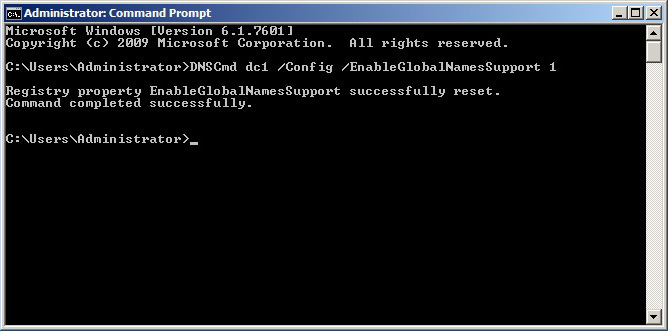 Administrator: Command Prompt
Microsoft Windows [Version 6.1.7601]
Copyright (c) 2009 Microsoft Corporation.  All rights reserved.
C:\Users\Administrator>DNSCmd dc1 /Config /EnableGlobalNamesSupport 1
Registry property EnableGlobalNamesSupport successfully reset.
Command completed successfully.
C:\Users\Administrator>_